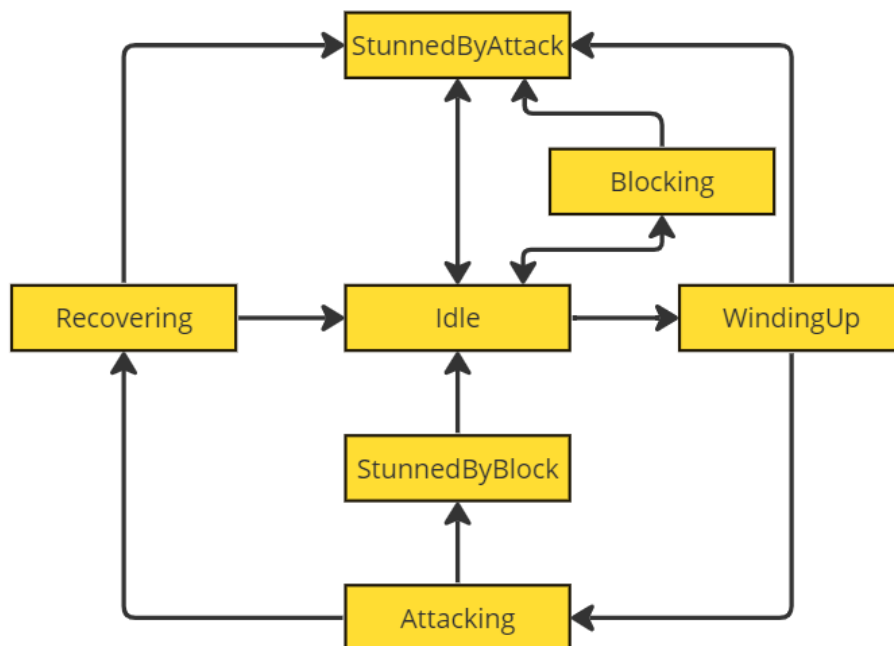 StunnedByAttack
Blocking
Recovering
Idle
WindingUp
StunnedByBlock
Attacking